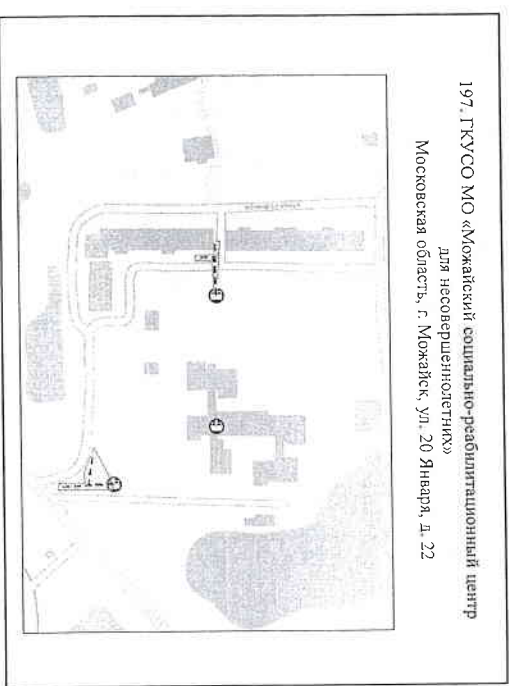 197. ГКУСО МО «Можайский социально-реабилитационный центр
для несовершеннолетних»
Московская область, г. Можайск, ул. 20 Января, д. 22